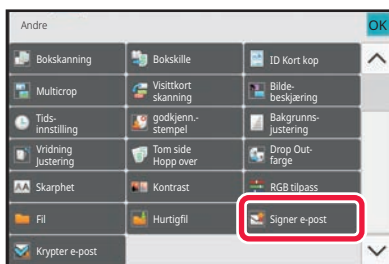 Andre
OK
Bokskanning
Bokskille
ID Kort kop
Multicrop
Visittkort
skanning
Bilde-
beskjæring
Tids-
innstilling
godkjenn.-
stempel
Bakgrunns-
justering
Vridning
Justering
Tom side
Hopp over
Drop Out-
farge
Skarphet
Kontrast
RGB tilpass
Fil
Hurtigfil
Signer e-post
Krypter e-post